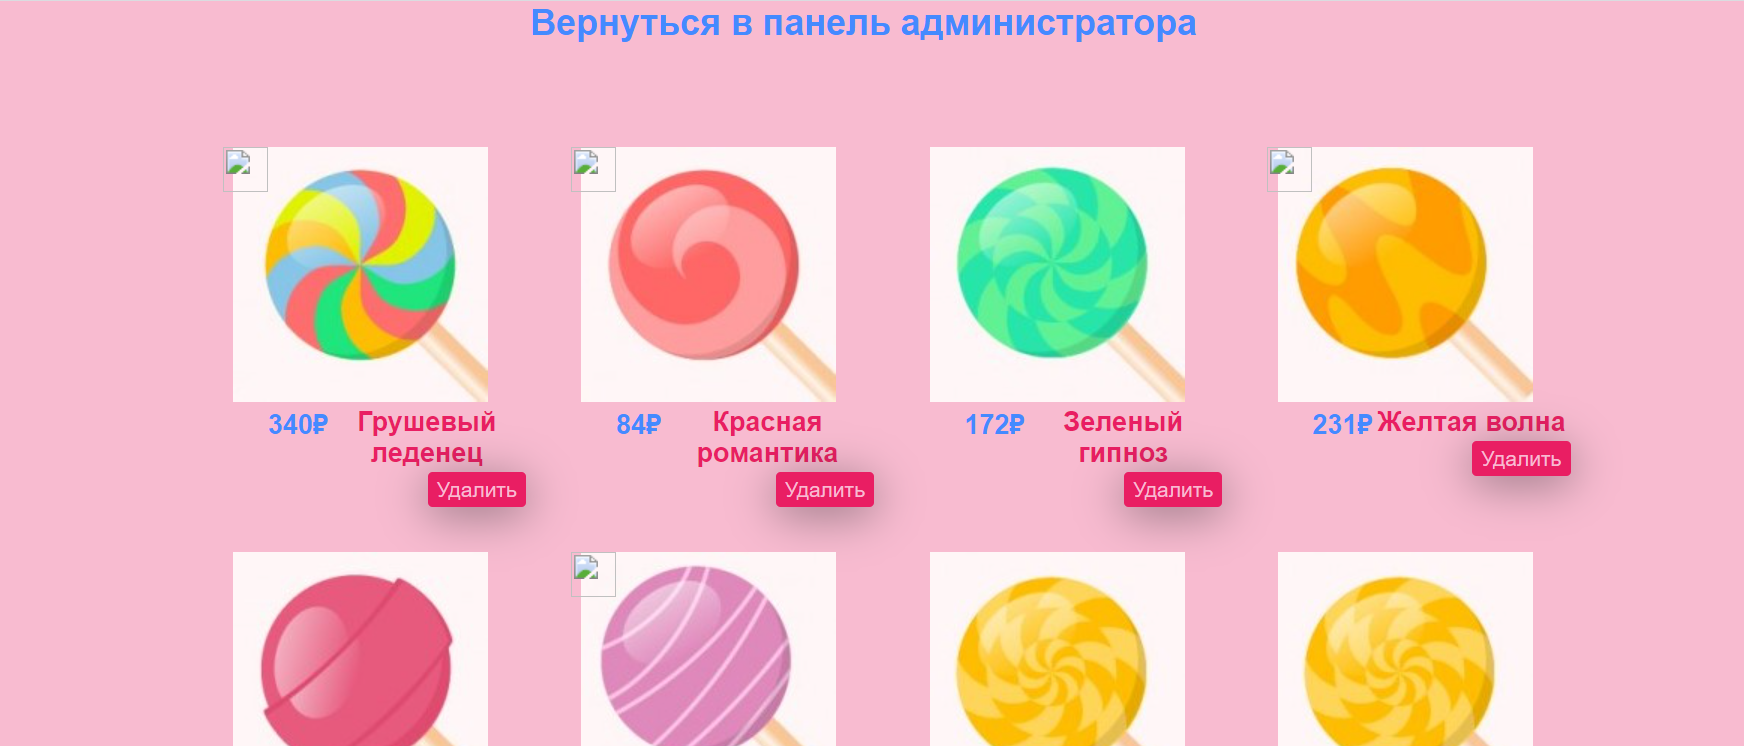 Вернуться в панель администратора
340₽ Грушевый
леденец
Удалить
84₽ Красная
романтика
Удалить
172₽ Зеленый
гипноз
Удалить
231₽ Желтая волна
Удалить